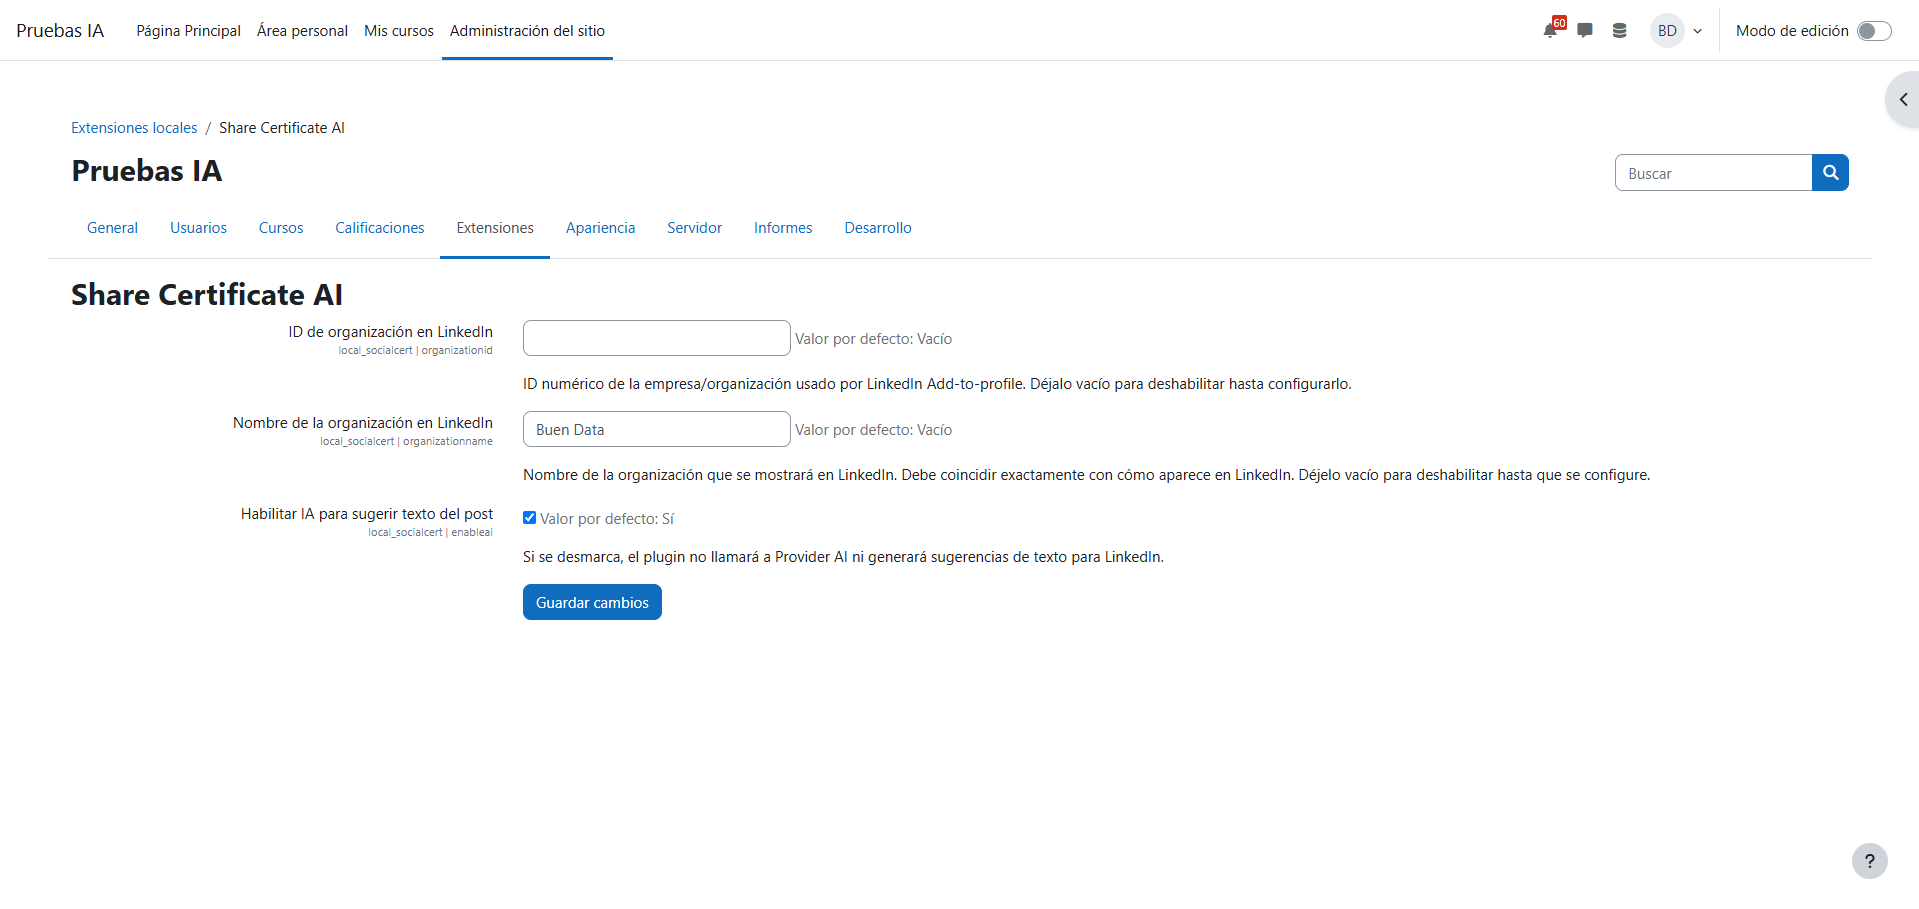 Pruebas IA
Página Principal
Área personal
Mis cursos
Administración del sitio
60
BD
Modo de edición
Extensiones locales / Share Certificate AI
Pruebas IA
Buscar
General
Usuarios
Cursos
Calificaciones
Extensiones
Apariencia
Servidor
Informes
Desarrollo
Share Certificate AI
ID de organización en LinkedIn
local_socialcert | organizationid
Valor por defecto: Vacío
ID numérico de la empresa/organización usado por LinkedIn Add-to-profile. Déjalo vacío para deshabilitar hasta configurarlo.
Nombre de la organización en LinkedIn
local_socialcert | organizationname
Buen Data
Valor por defecto: Vacío
Nombre de la organización que se mostrará en LinkedIn. Debe coincidir exactamente con cómo aparece en LinkedIn. Déjelo vacío para deshabilitar hasta que se configure.
Habilitar IA para sugerir texto del post
local_socialcert | enableai
Valor por defecto: Sí
Si se desmarca, el plugin no llamará a Provider AI ni generará sugerencias de texto para LinkedIn.
Guardar cambios
?